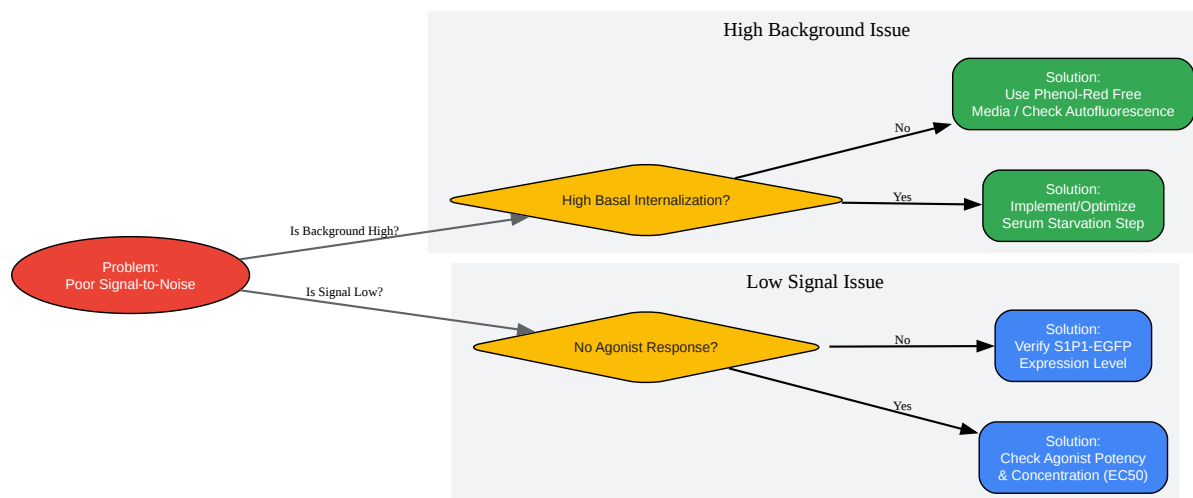 High Background Issue
Solution:
Use Phenol-Red Free
Media / Check Autofluorescence
No
High Basal Internalization?
Yes
Solution:
Implement/Optimize
Serum Starvation Step
Is Background High?
Problem:
Poor Signal-to-Noise
Is Signal Low?
Low Signal Issue
No Agonist Response?
No
Solution:
Verify S1P1-EGFP
Expression Level
Yes
Solution:
Check Agonist Potency
& Concentration (EC50)